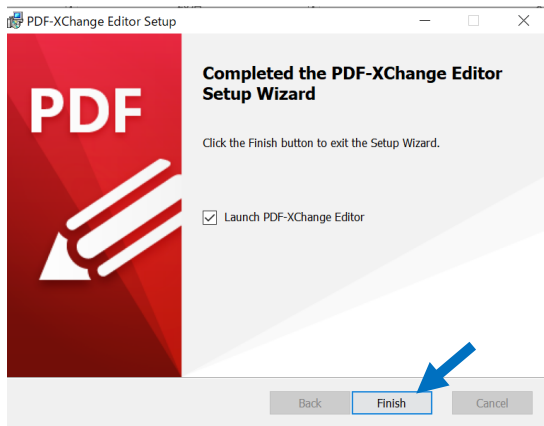 PDF-XChange Editor Setup
PDF
Completed the PDF-XChange Editor
Setup Wizard
Click the Finish button to exit the Setup Wizard.
Launch PDF-XChange Editor
Back
Finish
Cancel